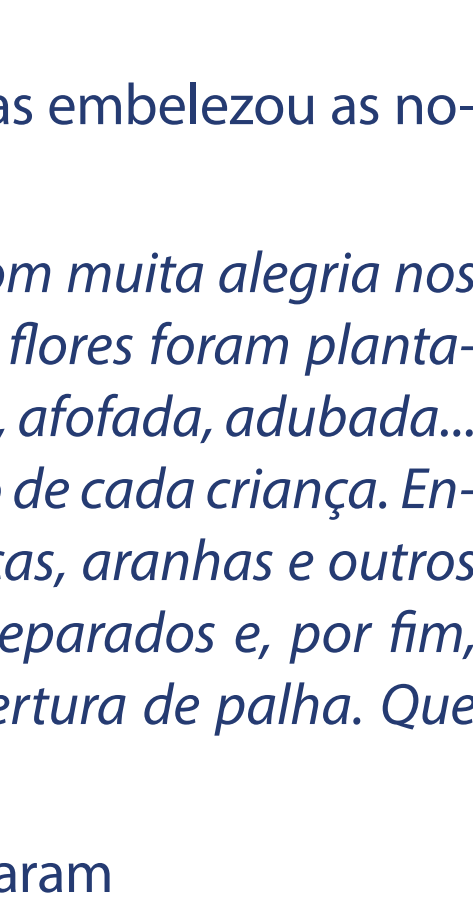 as embelezou as no-
om muita alegria nos
flores foram planta-
, afofada, adubada...
o de cada criança. En-
cas, aranhas e outros
eparados e, por fim,
ertura de palha. Que
aram